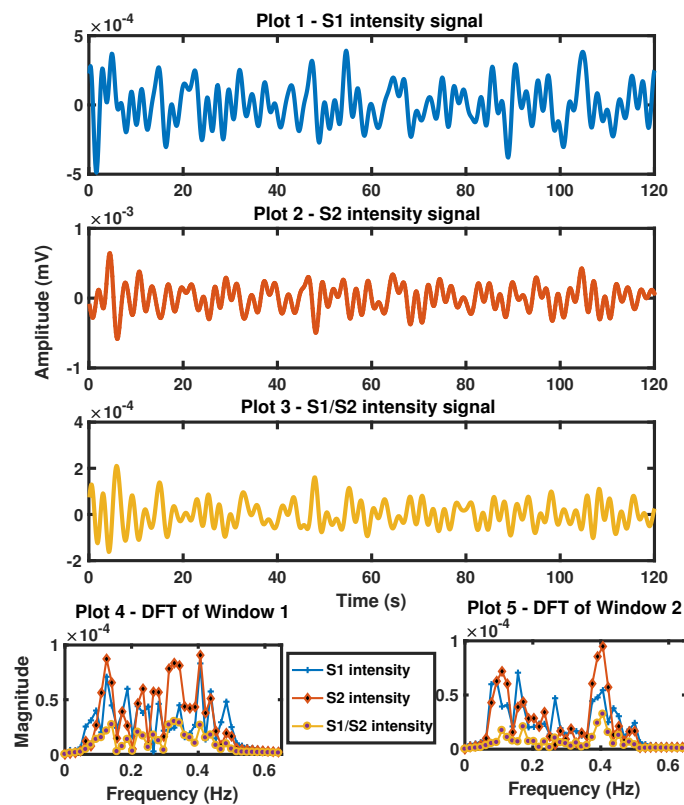 Plot 1 - S1 intensity signal
×10-4
5
0
-5
0 20 40 60 80 100 120
Plot 2 - S2 intensity signal
×10-3
1
0
-1
0 20 40 60 80 100 120
Amplitude (mV)
Plot 3 - S1/S2 intensity signal
×10-4
4
2
0
-2
0 20 40 60 80 100 120
Time (s)
Plot 4 - DFT of Window 1
×10-4
1
0.5
0
0 0.2 0.4 0.6
Magnitude
Frequency (Hz)
S1 intensity
S2 intensity
S1/S2 intensity
Plot 5 - DFT of Window 2
×10-4
1
0.5
0
0 0.2 0.4 0.6
Frequency (Hz)